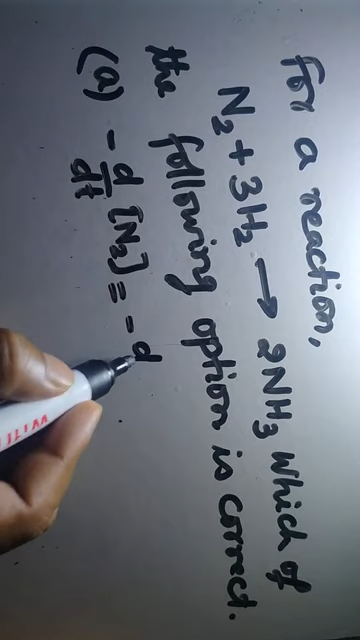 For a reaction,
N₂ + 3H₂ → 2NH₃ which of
the following option is correct.
(a) - d/dt [N₂] = - d